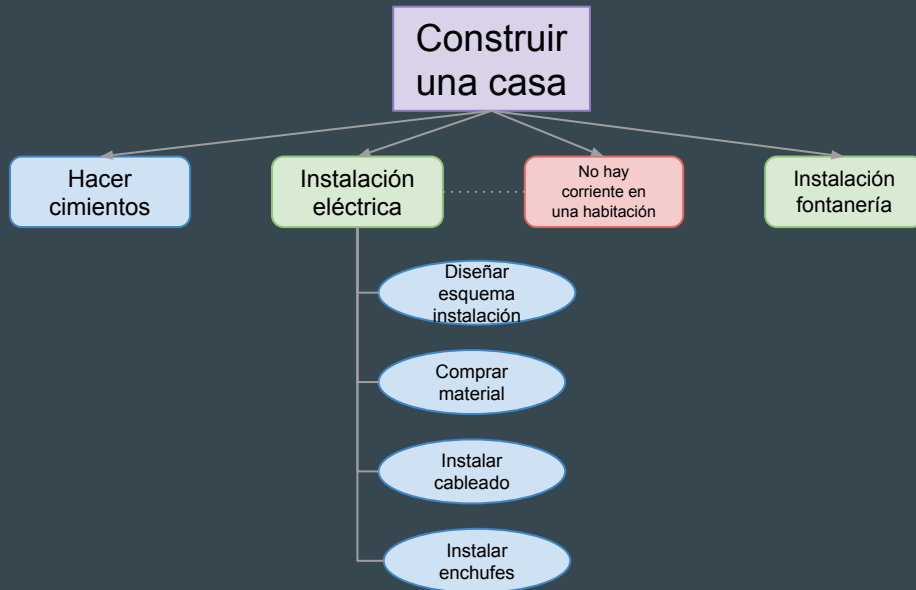 Construir
una casa
Hacer
cimientos
Instalación
eléctrica
No hay
corriente en
una habitación
Instalación
fontanería
Diseñar
esquema
instalación
Comprar
material
Instalar
cableado
Instalar
enchufes